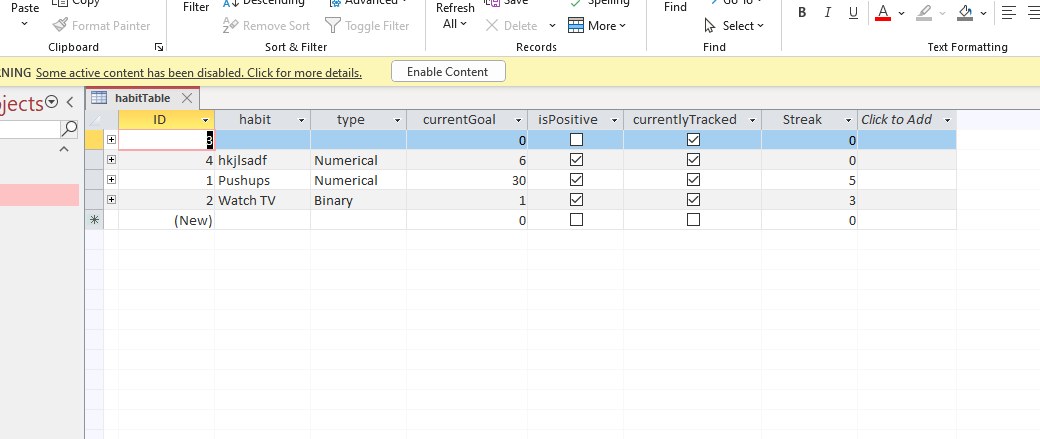 Paste
Copy
Format Painter
Clipboard
Filter
Descending
Advanced
Remove Sort
Toggle Filter
Sort & Filter
Refresh
All
Save
Spelling
Delete
More
Records
Find
Go To
Select
Find
B I U A
Text Formatting
RNING Some active content has been disabled. Click for more details. Enable Content
jects
habitTable
ID habit type currentGoal isPositive currentlyTracked Streak Click to Add
3 0 0
4 hkjlsadf Numerical 6 0
1 Pushups Numerical 30 5
2 Watch TV Binary 1 3
(New) 0 0